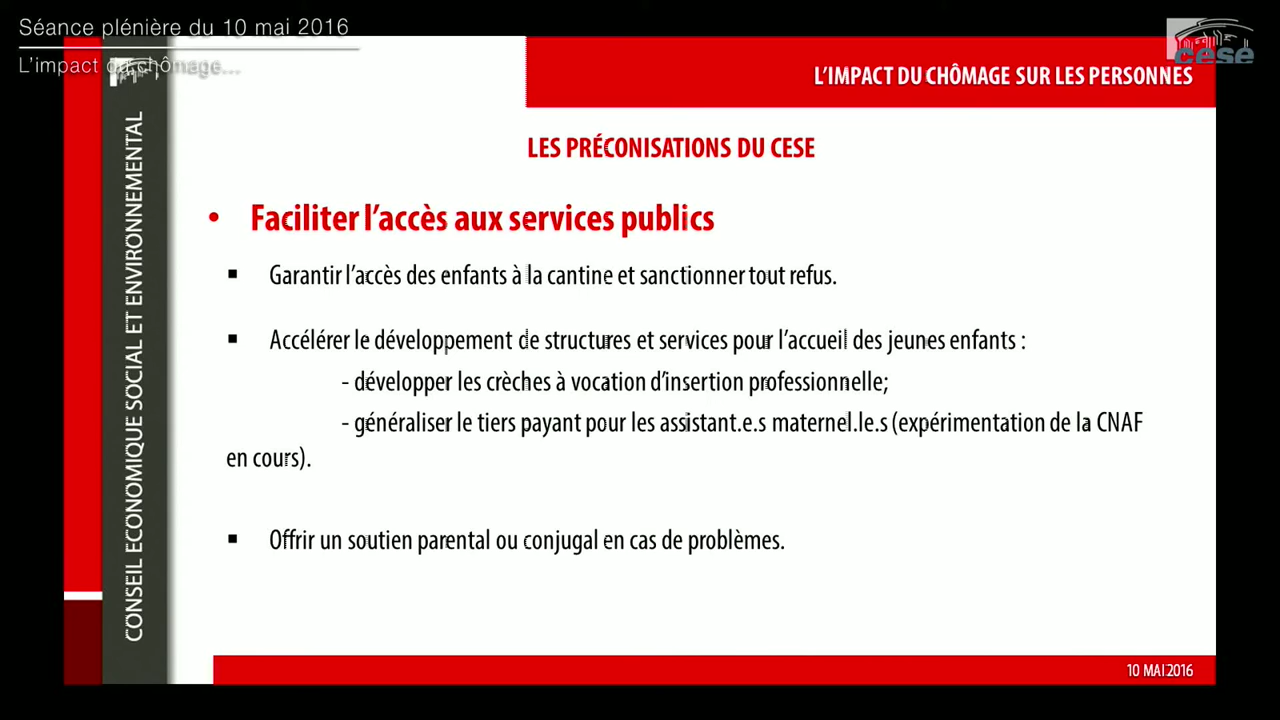 Séance plénière du 10 mai 2016
L'impact du chômage...
cese
L'IMPACT DU CHÔMAGE SUR LES PERSONNES
CONSEIL ECONOMIQUE SOCIAL ET ENVIRONNEMENTAL
LES PRÉCONISATIONS DU CESE
• Faciliter l'accès aux services publics
▪ Garantir l'accès des enfants à la cantine et sanctionner tout refus.
▪ Accélérer le développement de structures et services pour l'accueil des jeunes enfants :
- développer les crèches à vocation d'insertion professionnelle;
- généraliser le tiers payant pour les assistant.e.s maternel.le.s (expérimentation de la CNAF
en cours).
▪ Offrir un soutien parental ou conjugal en cas de problèmes.
10 MAI 2016